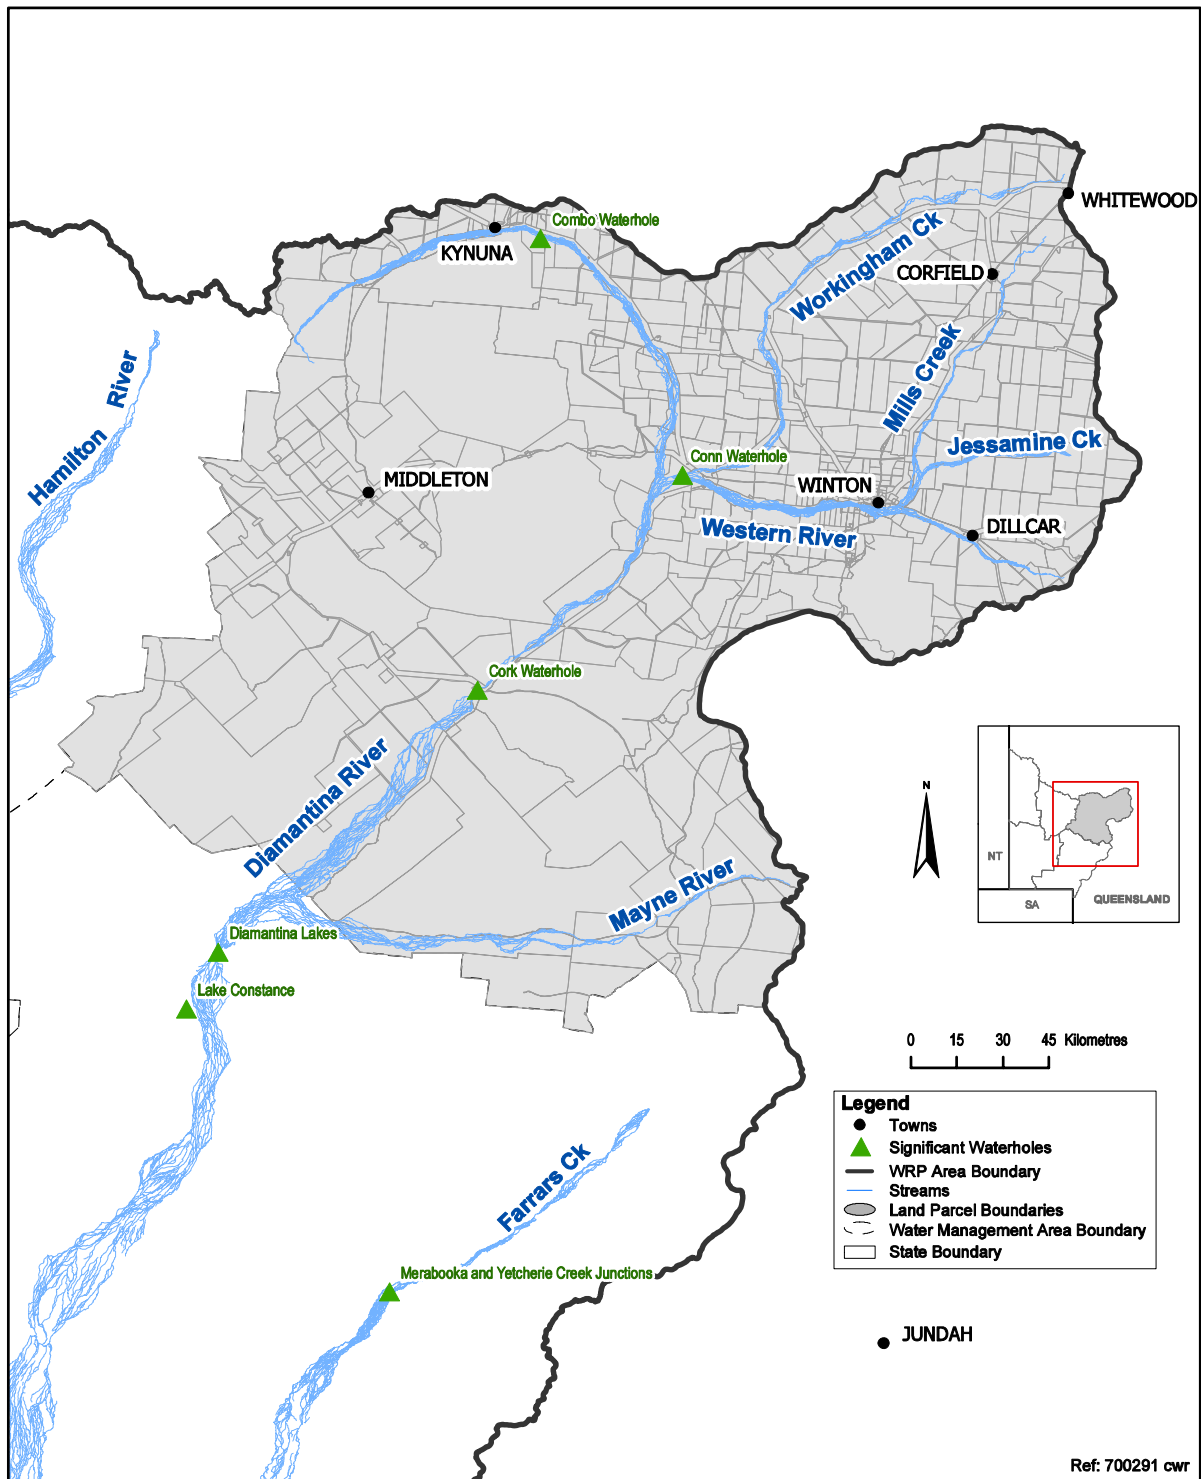 WHITEWOOD
Combo Waterhole
KYNUNA
Workingham Ck
CORFIELD
Hamilton River
Mills Creek
Jessamine Ck
Conn Waterhole
MIDDLETON
WINTON
Western River
DILLCAR
Cork Waterhole
Diamantina River
N
NT
SA
QUEENSLAND
Mayne River
Diamantina Lakes
Lake Constance
0 15 30 45 Kilometres
Legend
Towns
Significant Waterholes
WRP Area Boundary
Streams
Land Parcel Boundaries
Water Management Area Boundary
State Boundary
Farrars Ck
Merabooka and Yetcherie Creek Junctions
JUNDAH
Ref: 700291 cwr